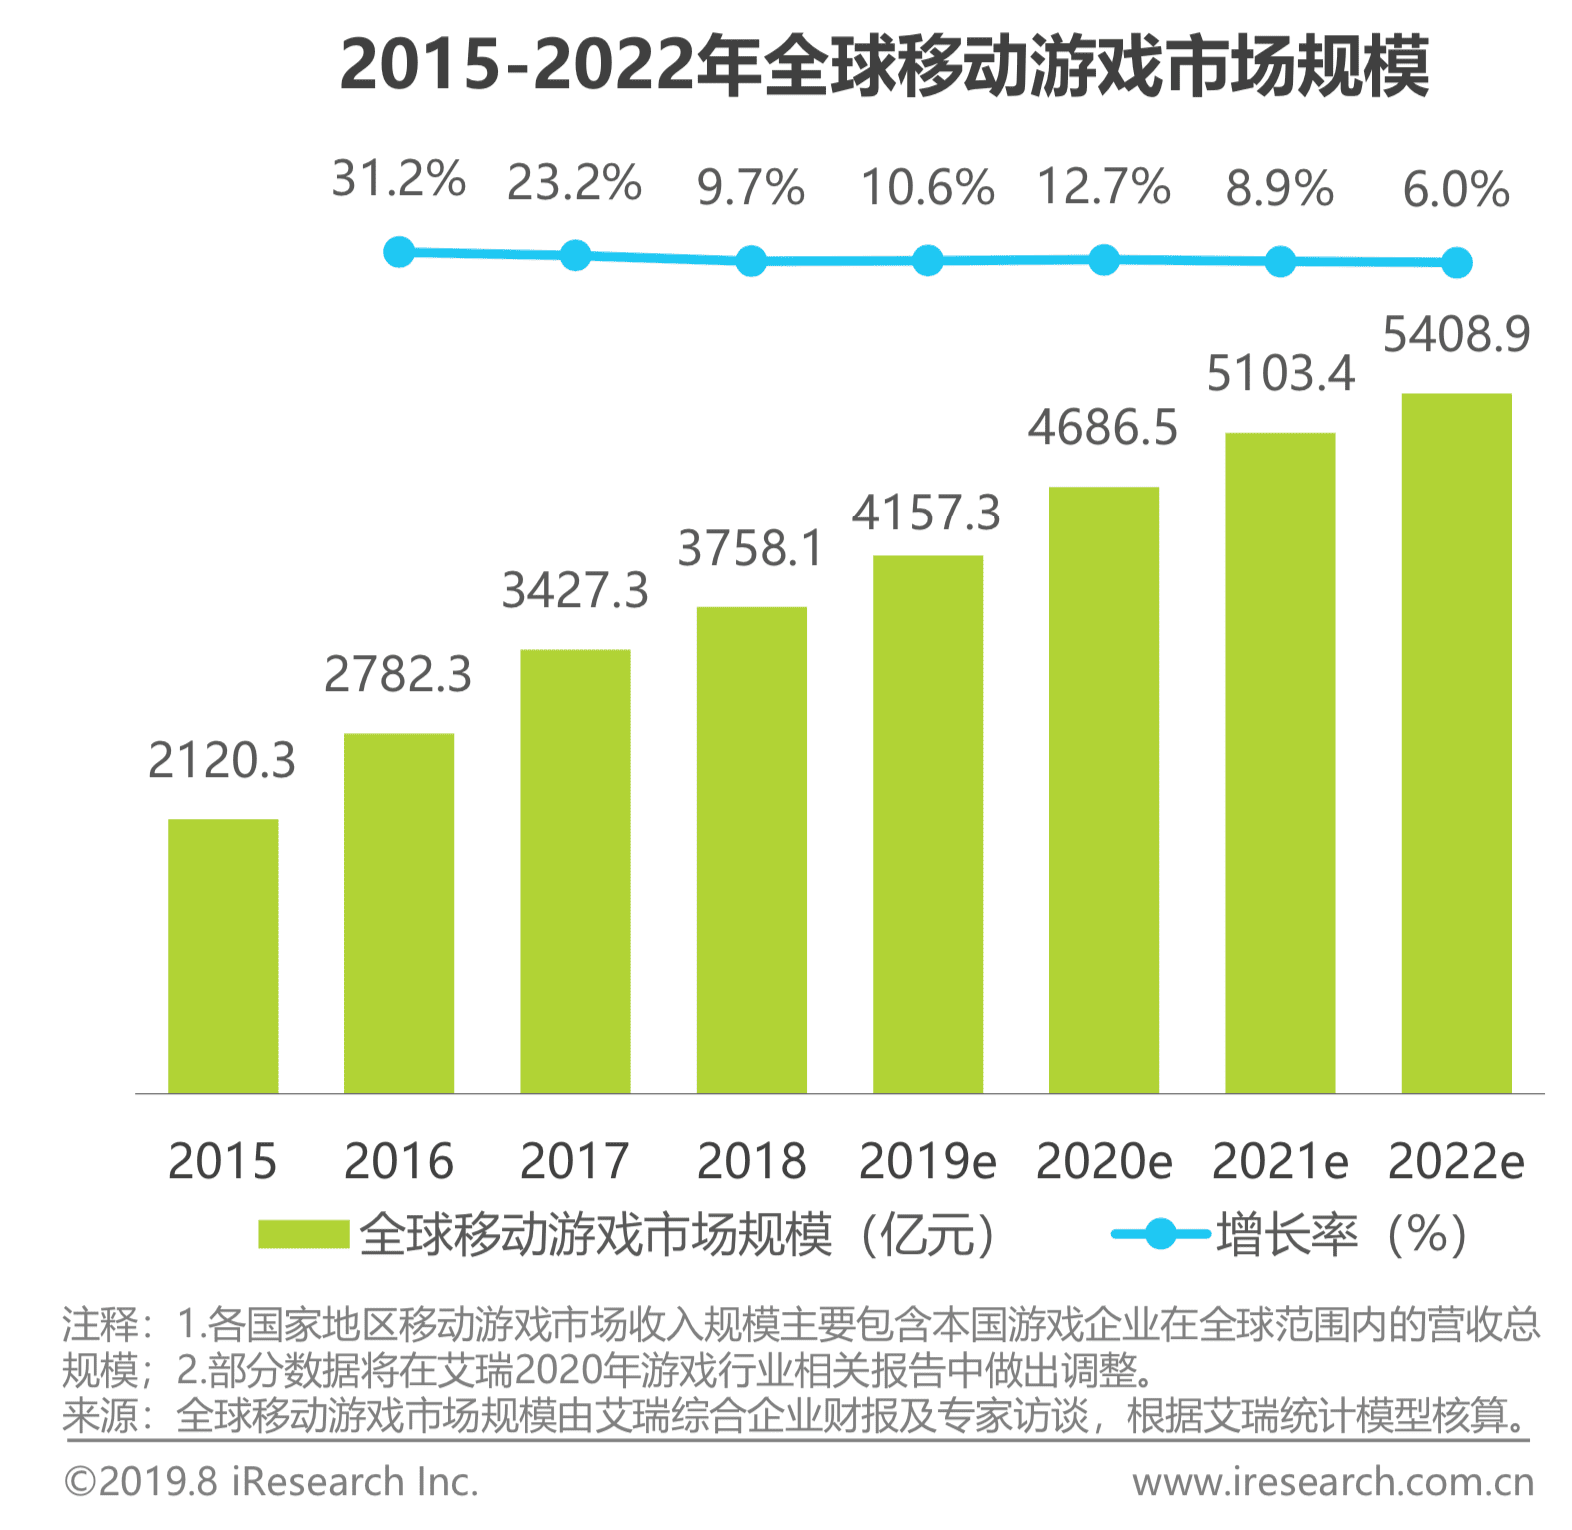 2015-2022年全球移动游戏市场规模
31.2% 23.2% 9.7% 10.6% 12.7% 8.9% 6.0%
2120.3 2782.3 3427.3 3758.1 4157.3 4686.5 5103.4 5408.9
2015 2016 2017 2018 2019e 2020e 2021e 2022e
全球移动游戏市场规模（亿元） 增长率（%）
注释：1.各国家地区移动游戏市场收入规模主要包含本国游戏企业在全球范围内的营收总
规模；2.部分数据将在艾瑞2020年游戏行业相关报告中做出调整。
来源：全球移动游戏市场规模由艾瑞综合企业财报及专家访谈，根据艾瑞统计模型核算。
©2019.8 iResearch Inc. www.iresearch.com.cn